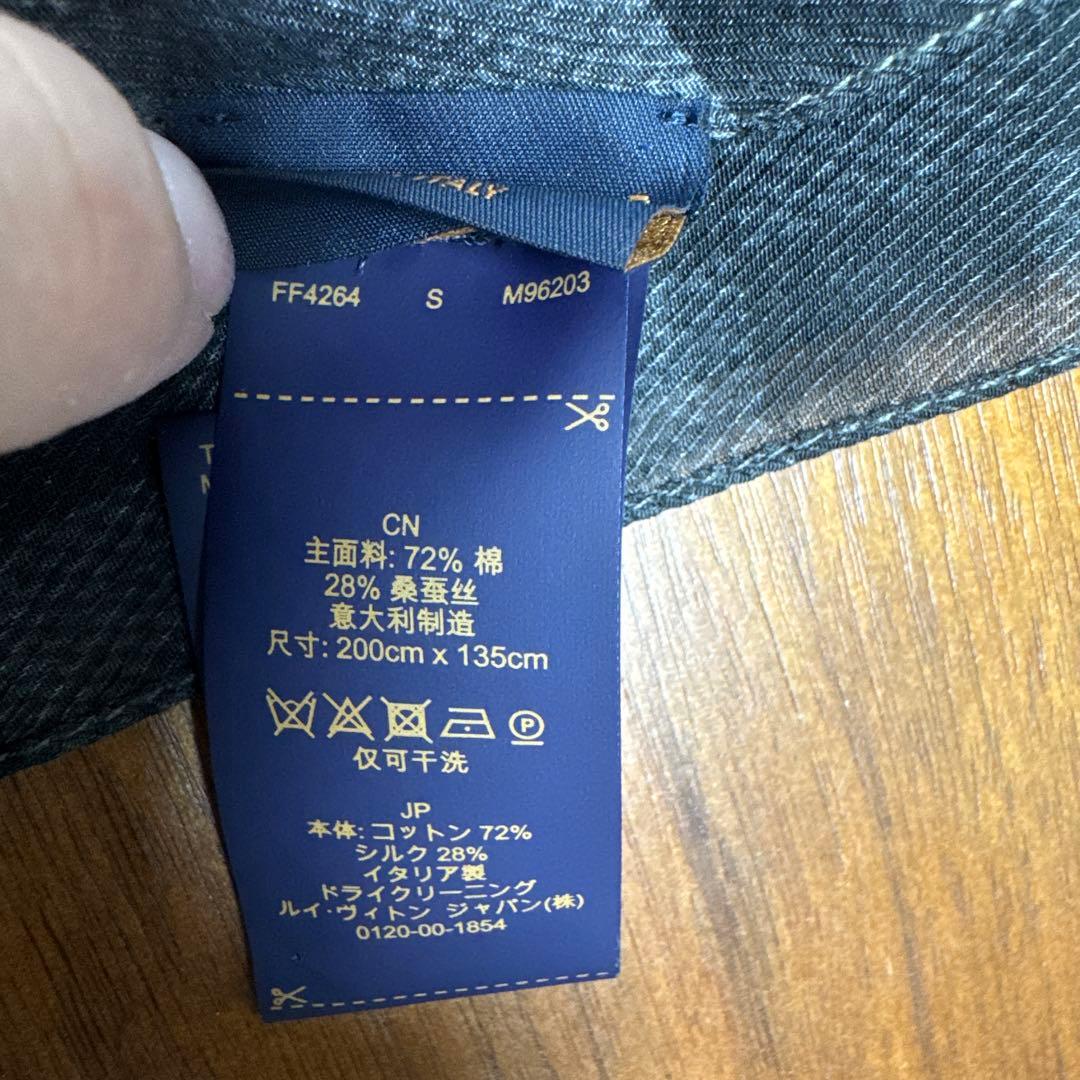 ITALY
FF4264 S M96203
CN
主面料: 72% 棉
28% 桑蚕丝
意大利制造
尺寸: 200cm x 135cm
P
仅可干洗
JP
本体: コットン 72%
シルク 28%
イタリア製
ドライクリーニング
ルイ・ヴィトン ジャパン(株)
0120-00-1854